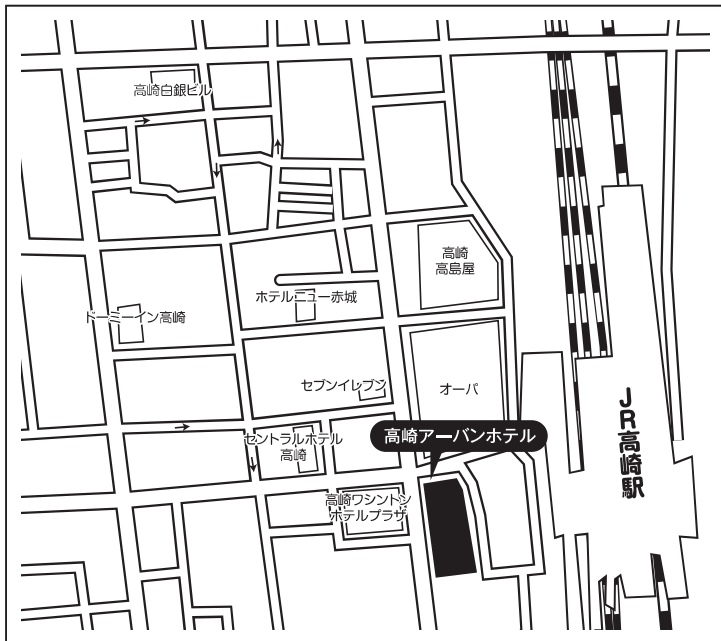 高崎白銀ビル
高崎
高島屋
ホテルニュー赤城
ドーミーイン高崎
セブンイレブン
オーパ
JR高崎駅
高崎アーバンホテル
セントラルホテル
高崎
高崎ワシントン
ホテルプラザ